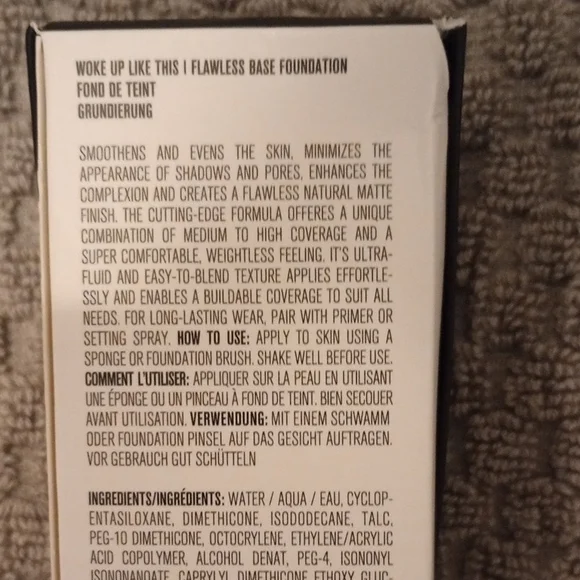 WOKE UP LIKE THIS | FLAWLESS BASE FOUNDATION
FOND DE TEINT
GRUNDIERUNG
SMOOTHENS AND EVENS THE SKIN, MINIMIZES THE
APPEARANCE OF SHADOWS AND PORES, ENHANCES THE
COMPLEXION AND CREATES A FLAWLESS NATURAL MATTE
FINISH. THE CUTTING-EDGE FORMULA OFFERES A UNIQUE
COMBINATION OF MEDIUM TO HIGH COVERAGE AND A
SUPER COMFORTABLE, WEIGHTLESS FEELING. IT'S ULTRA-
FLUID AND EASY-TO-BLEND TEXTURE APPLIES EFFORTLE-
SSLY AND ENABLES A BUILDABLE COVERAGE TO SUIT ALL
NEEDS. FOR LONG-LASTING WEAR, PAIR WITH PRIMER OR
SETTING SPRAY. HOW TO USE: APPLY TO SKIN USING A
SPONGE OR FOUNDATION BRUSH. SHAKE WELL BEFORE USE.
COMMENT L'UTILISER: APPLIQUER SUR LA PEAU EN UTILISANT
UNE ÉPONGE OU UN PINCEAU À FOND DE TEINT. BIEN SECOUER
AVANT UTILISATION. VERWENDUNG: MIT EINEM SCHWAMM
ODER FOUNDATION PINSEL AUF DAS GESICHT AUFTRAGEN.
VOR GEBRAUCH GUT SCHÜTTELN
INGREDIENTS/INGRÉDIENTS: WATER / AQUA / EAU, CYCLOP-
ENTASILOXANE, DIMETHICONE, ISODODECANE, TALC,
PEG-10 DIMETHICONE, OCTOCRYLENE, ETHYLENE/ACRYLIC
ACID COPOLYMER, ALCOHOL DENAT, PEG-4, ISONONYL
ISONONANOATE, CAPRYLYL DIMETHICONE ETHOXY GLUC-